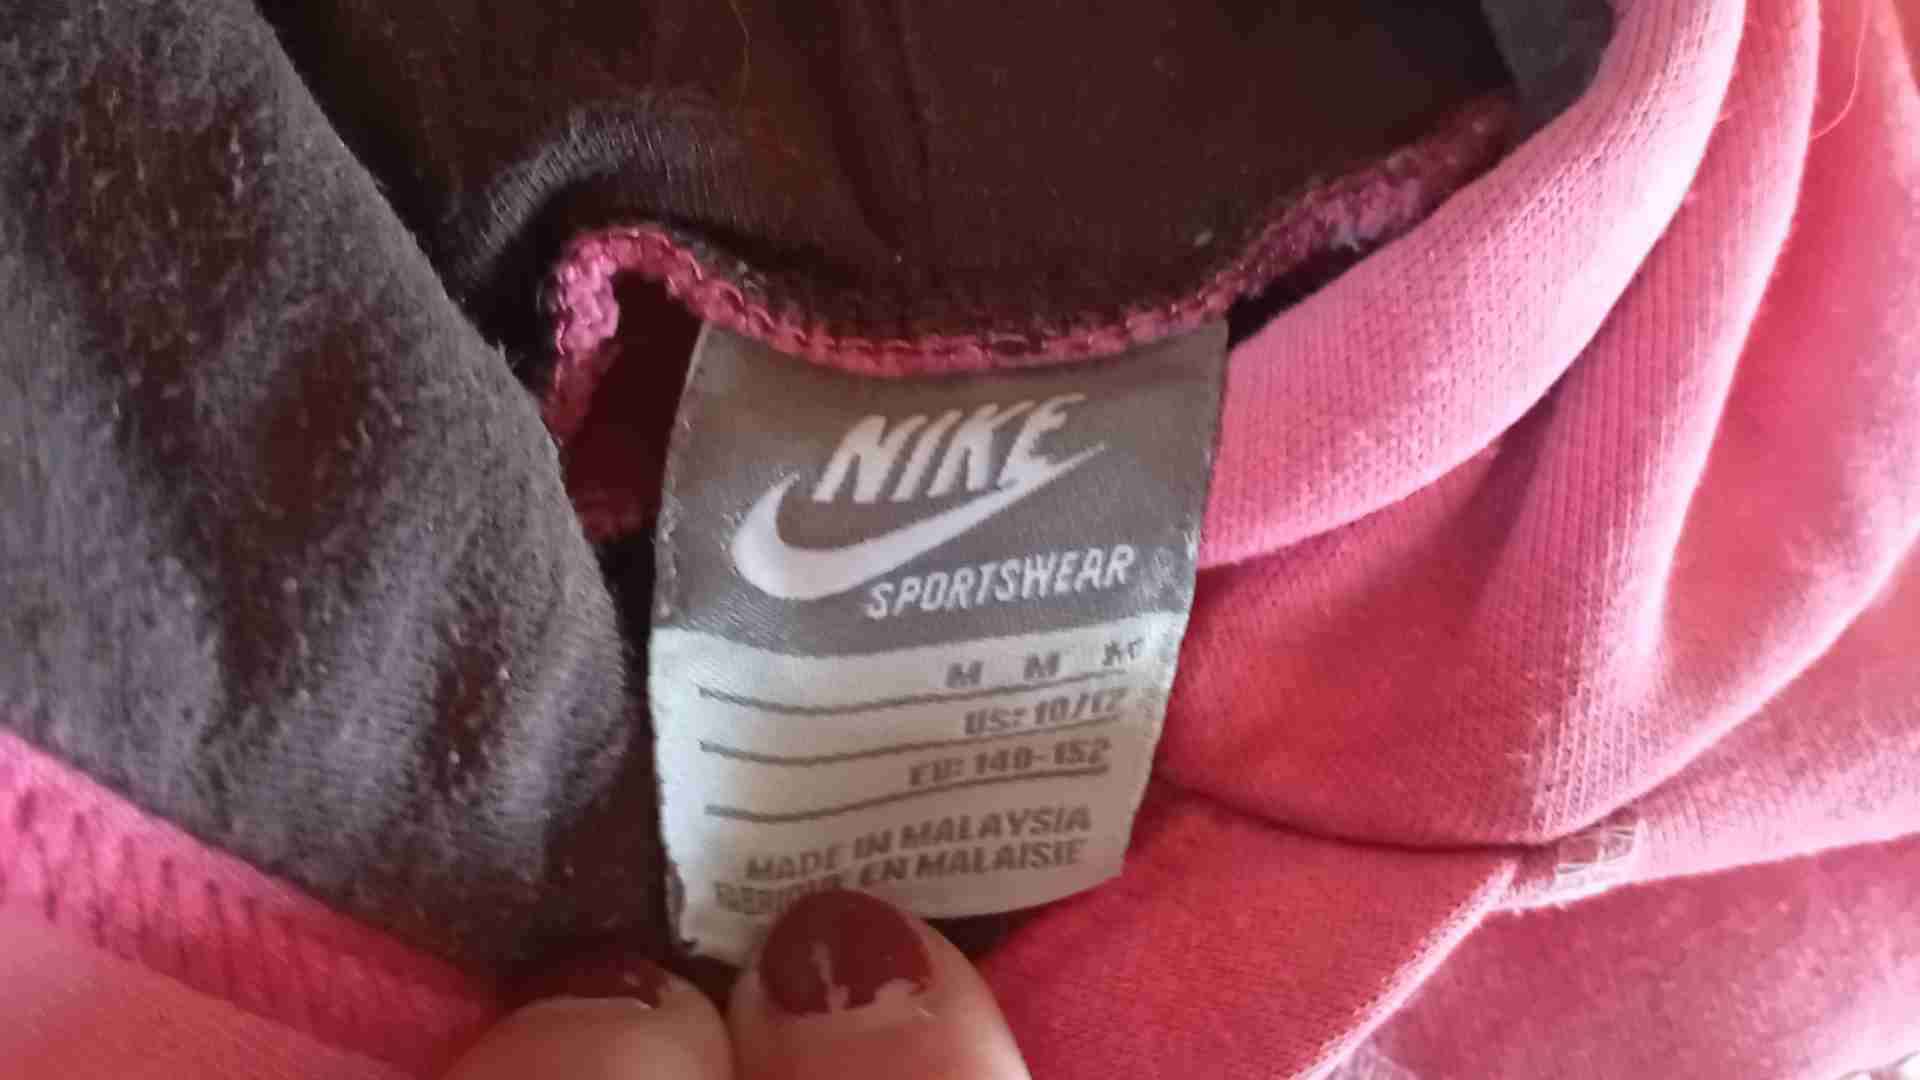 NIKE
SPORTSWEAR
M M M
US: 10/12
EU: 140-152
MADE IN MALAYSIA
EN MALAISIE